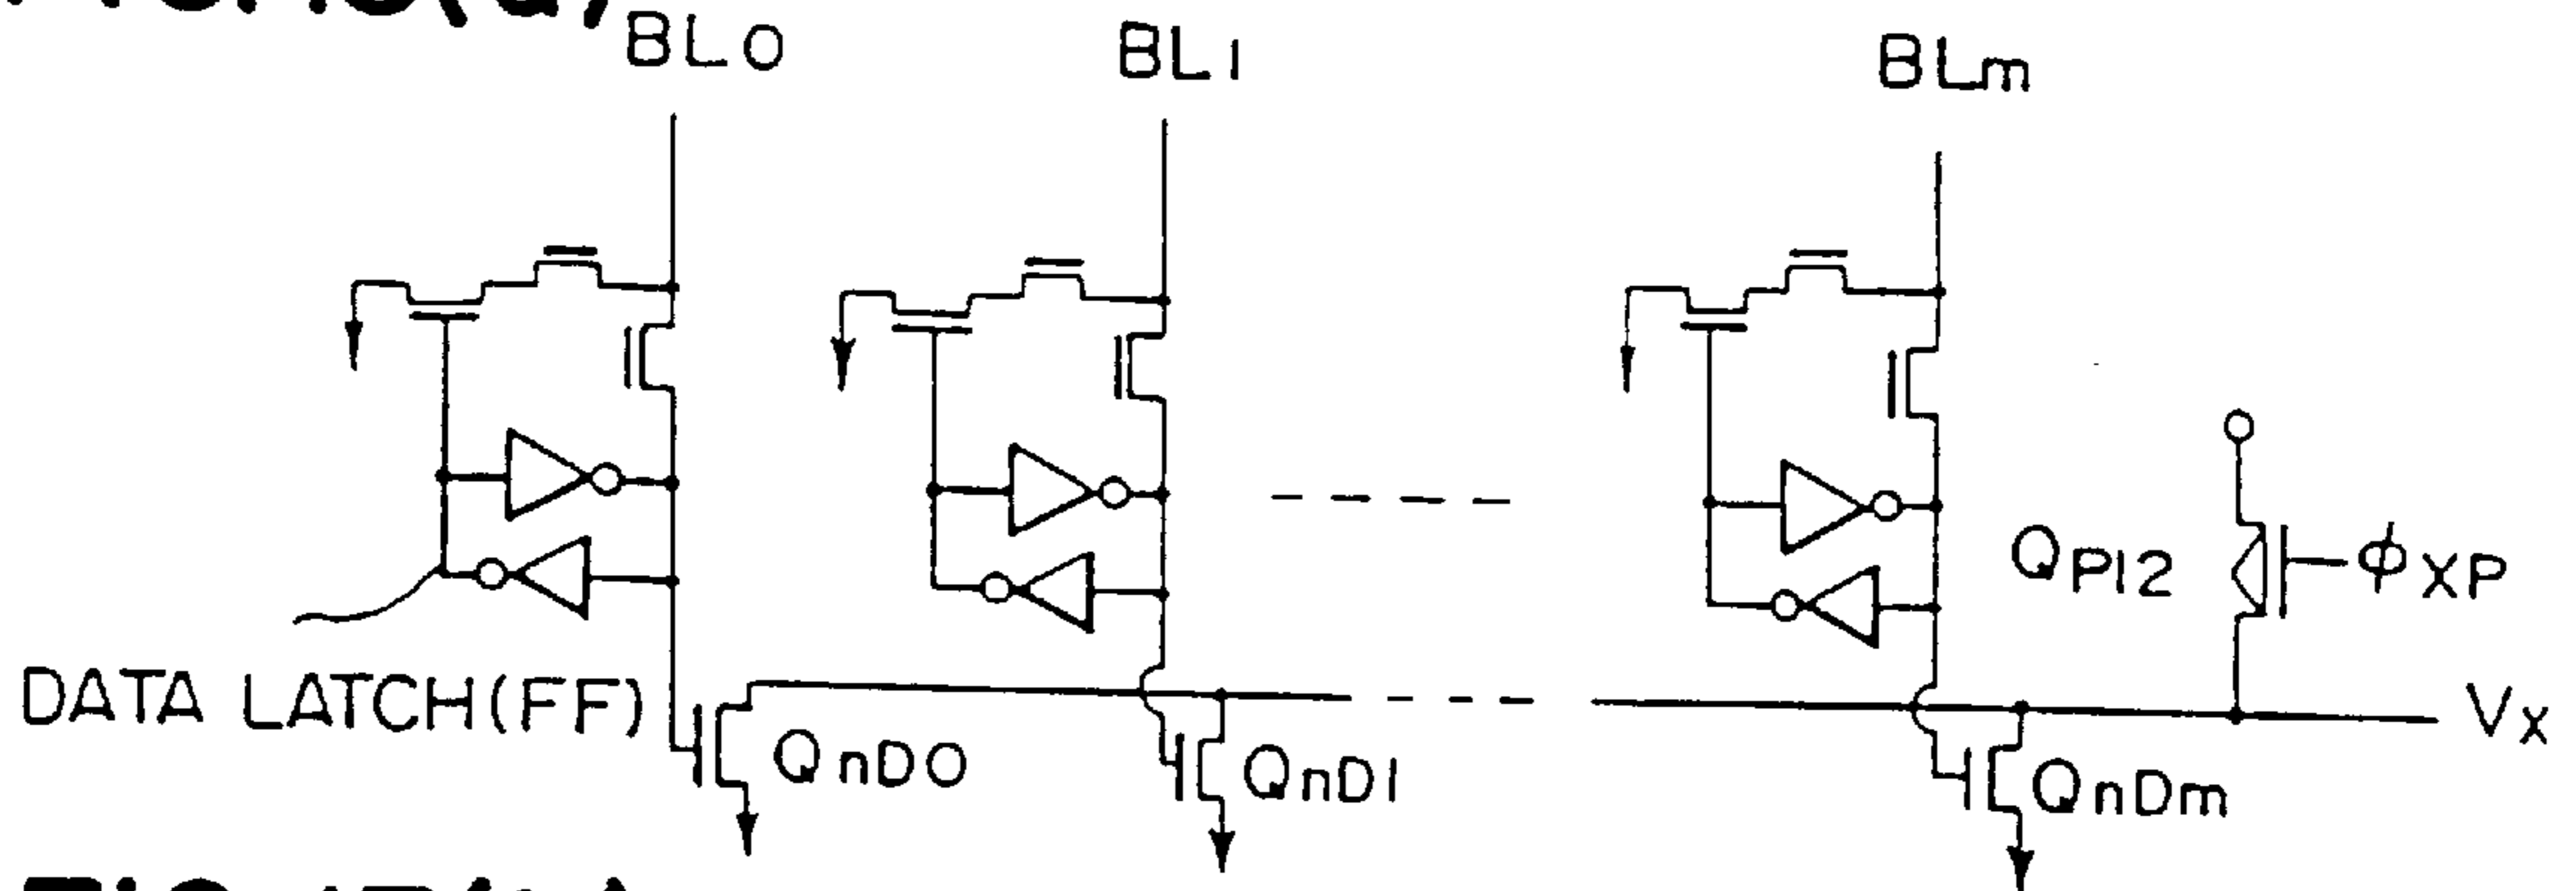 BL0 BL1 BLm
QP12 φXP
DATA LATCH(FF) VX
QnD0 QnD1 QnDm